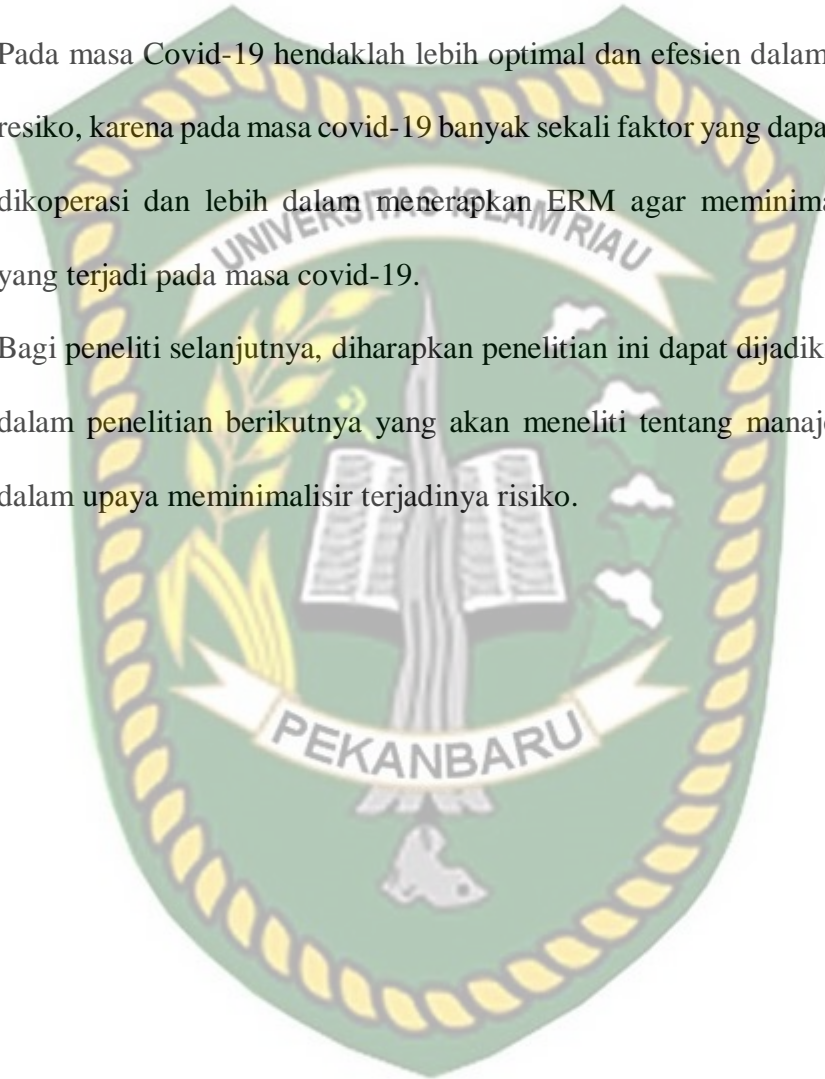 Pada masa Covid-19 hendaklah lebih optimal dan efesien dalam
resiko, karena pada masa covid-19 banyak sekali faktor yang dapa
dikoperasi dan lebih dalam menerapkan ERM agar meminima
yang terjadi pada masa covid-19.
Bagi peneliti selanjutnya, diharapkan penelitian ini dapat dijadik
dalam penelitian berikutnya yang akan meneliti tentang manaj
dalam upaya meminimalisir terjadinya risiko.
UNIVERSITAS ISLAM RIAU
PEKANBARU